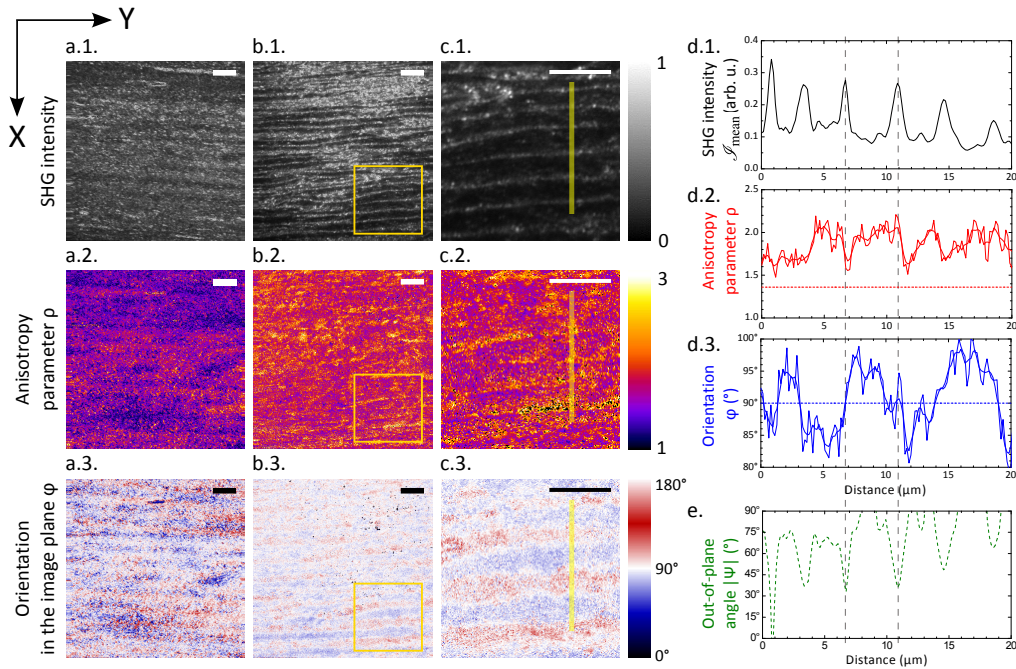 Y
X
a.1.
b.1.
c.1.
SHG intensity
1
0
a.2.
b.2.
c.2.
Anisotropy
parameter ρ
3
1
a.3.
b.3.
c.3.
Orientation
in the image plane φ
180°
90°
0°
d.1.
SHG intensity
𝒥mean (arb. u.)
0.4
0.3
0.2
0.1
0
0 5 10 15 20
d.2.
Anisotropy
parameter ρ
2.5
2.0
1.5
1.0
0 5 10 15 20
d.3.
Orientation
φ (°)
100°
95°
90°
85°
80°
0 5 10 15 20
Distance (μm)
e.
Out-of-plane
angle |Ψ| (°)
90°
75°
60°
45°
30°
15°
0°
0 5 10 15 20
Distance (μm)